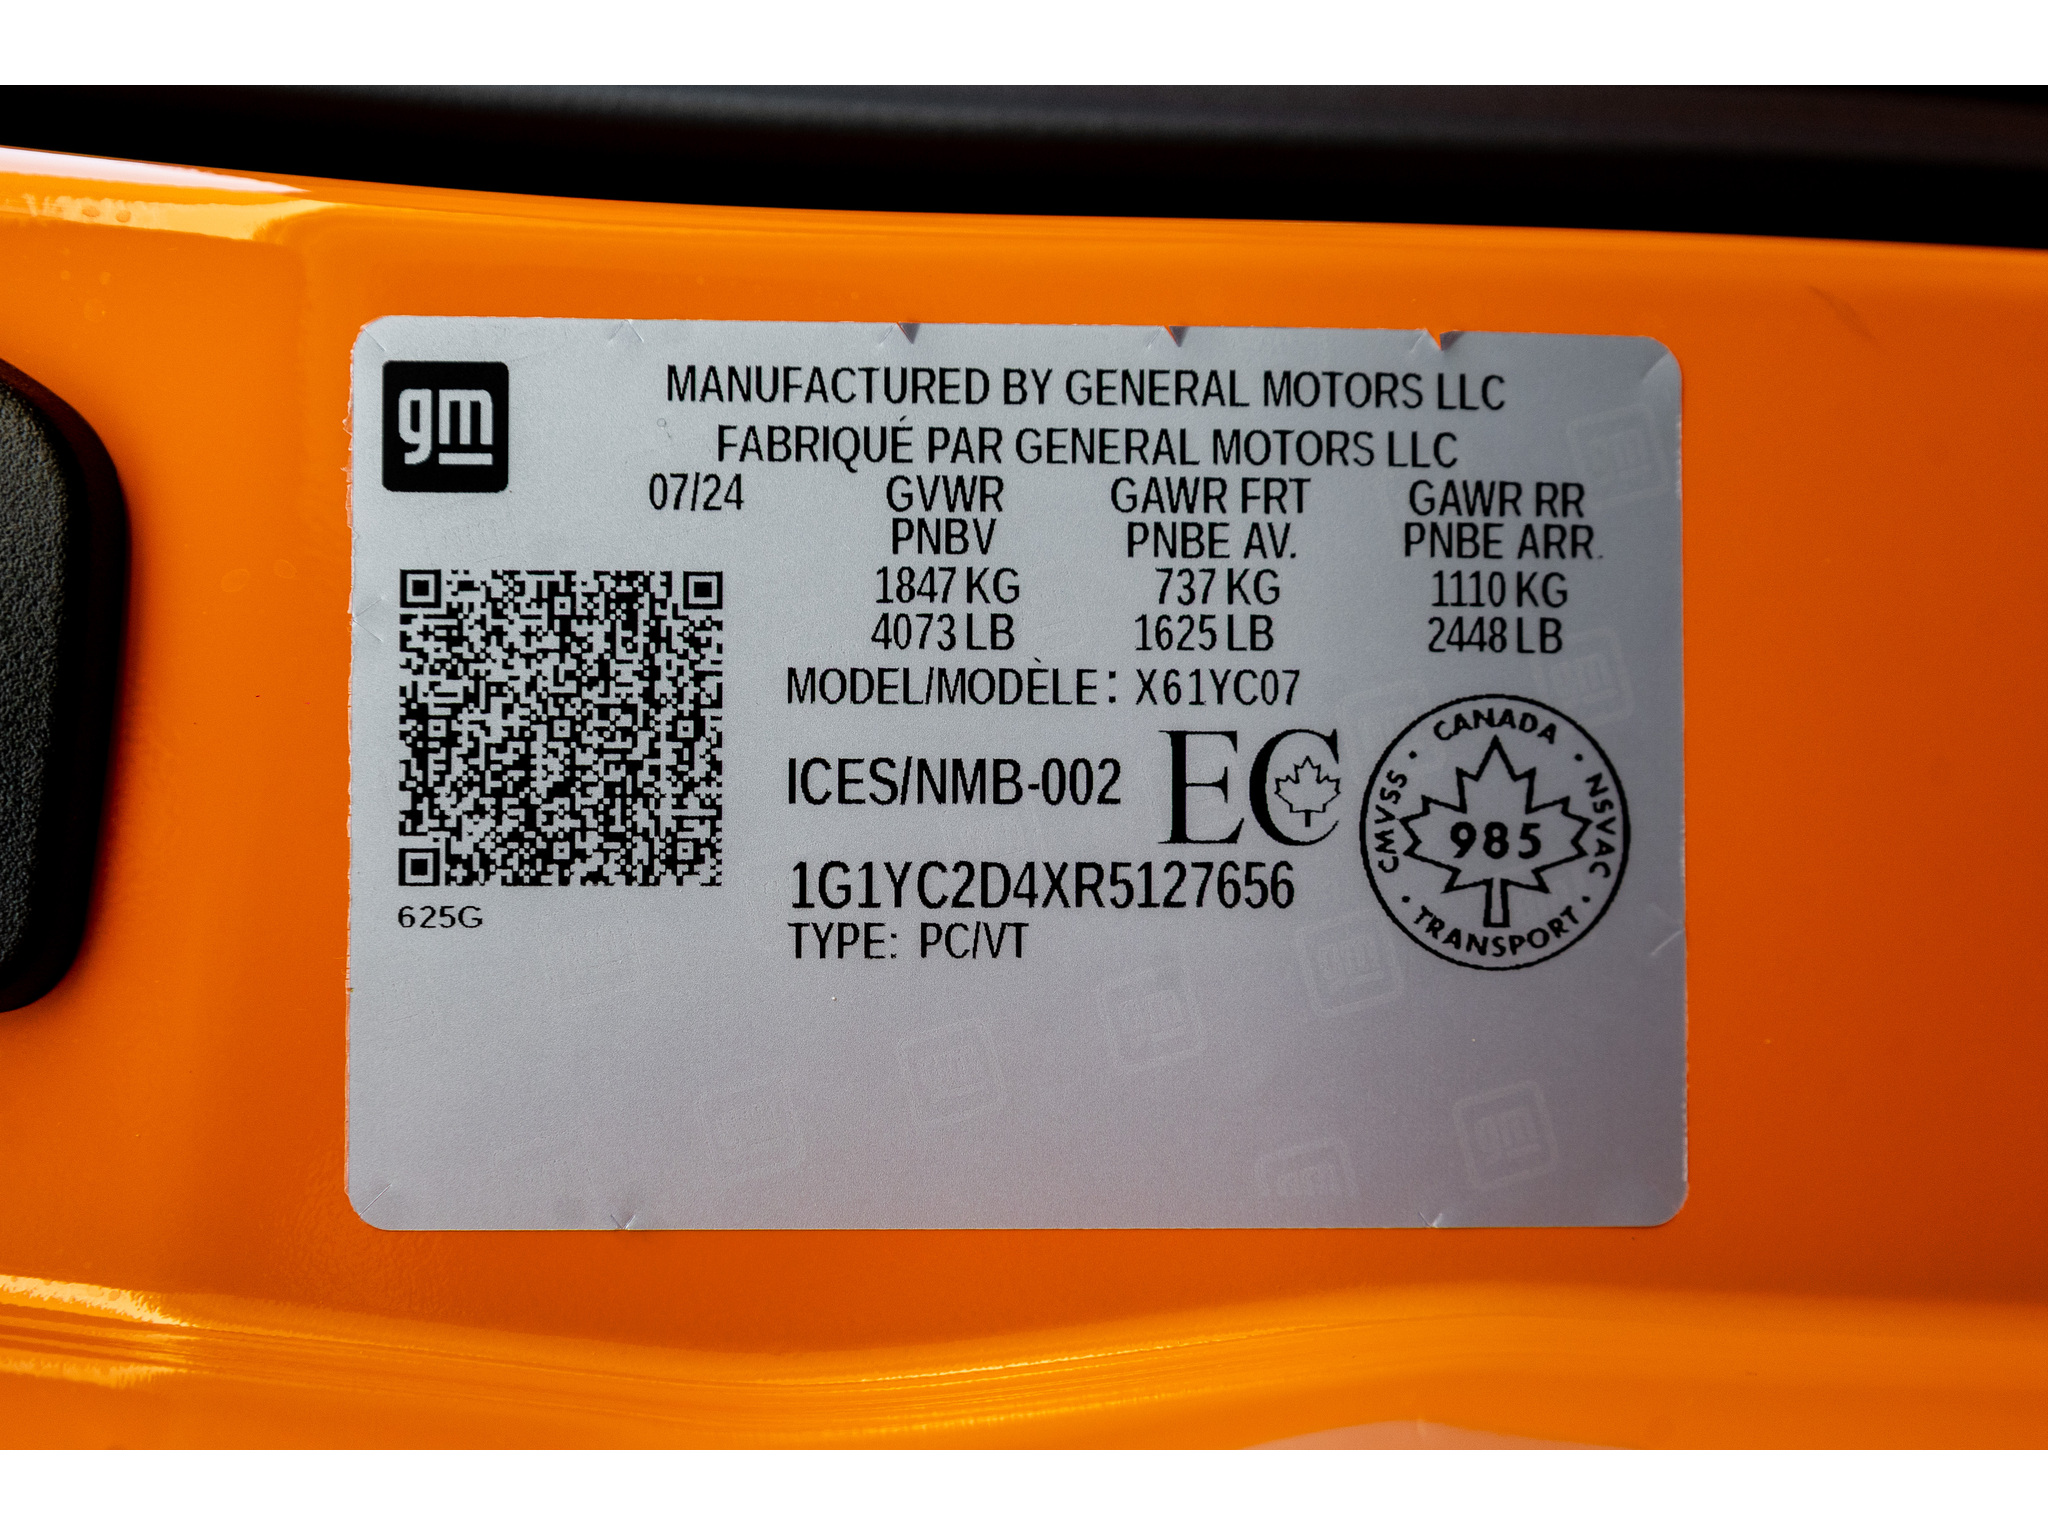 gm
MANUFACTURED BY GENERAL MOTORS LLC
FABRIQUÉ PAR GENERAL MOTORS LLC
07/24 GVWR GAWR FRT GAWR RR
PNBV PNBE AV. PNBE ARR.
1847 KG 737 KG 1110 KG
4073 LB 1625 LB 2448 LB
MODEL/MODÈLE: X61YC07
ICES/NMB-002 EC
CANADA · NSVAC · TRANSPORT · CMVSS ·
985
1G1YC2D4XR5127656
625G
TYPE: PC/VT